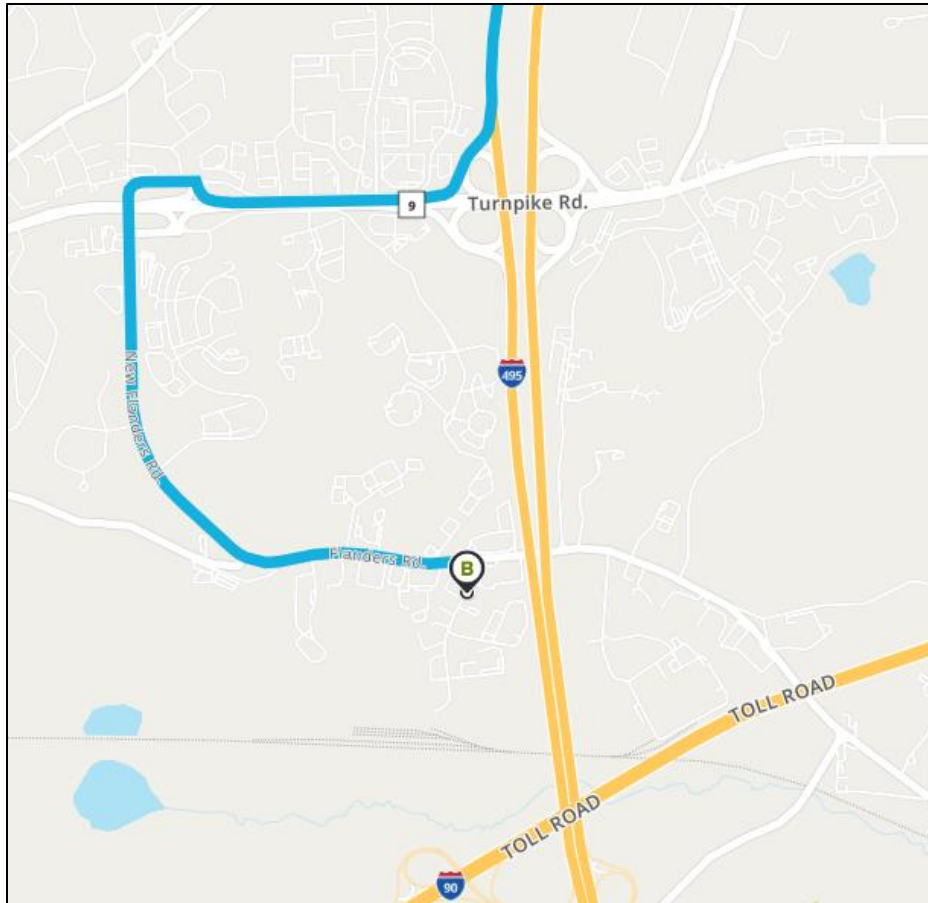 9
Turnpike Rd.
495
New Flanders Rd.
Flanders Rd.
B
TOLL ROAD
TOLL ROAD
90